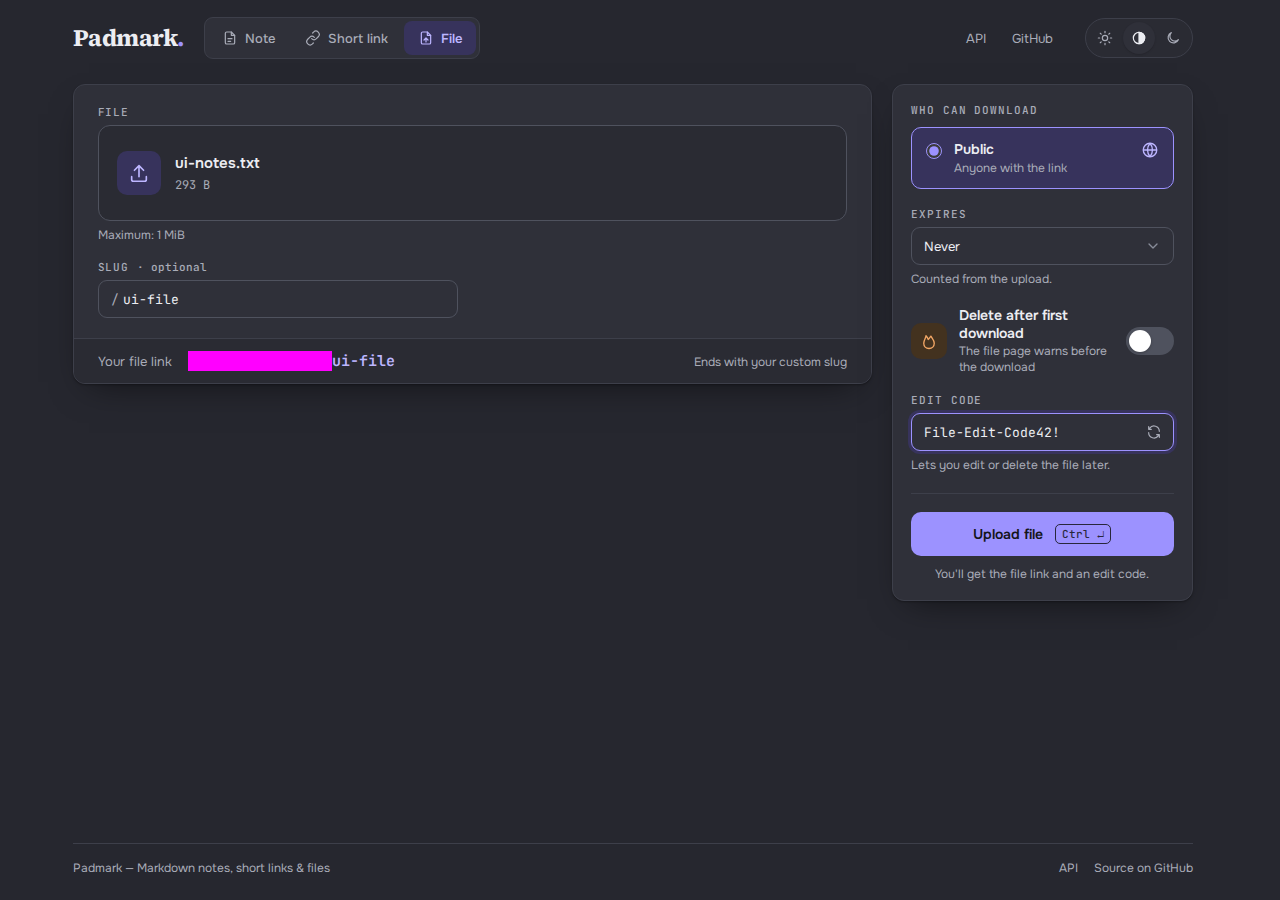 Padmark.
Note
Short link
File
API
GitHub
FILE
ui-notes.txt
293 B
Maximum: 1 MiB
SLUG · optional
/ ui-file
Your file link
ui-file
Ends with your custom slug
WHO CAN DOWNLOAD
Public
Anyone with the link
EXPIRES
Never
Counted from the upload.
Delete after first
download
The file page warns before
the download
EDIT CODE
File-Edit-Code42!
Lets you edit or delete the file later.
Upload file
Ctrl ↵
You'll get the file link and an edit code.
Padmark — Markdown notes, short links & files
API
Source on GitHub